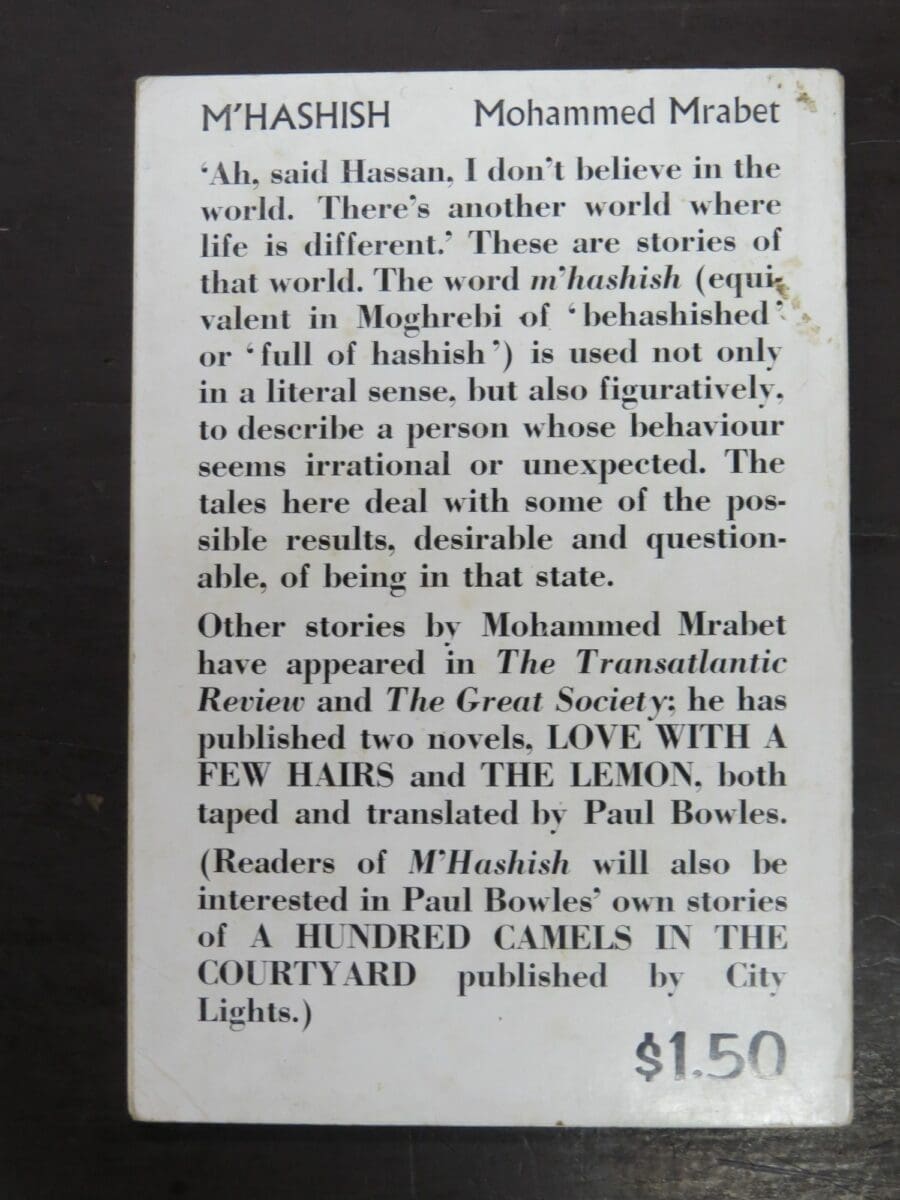 M'HASHISH Mohammed Mrabet
‘Ah, said Hassan, I don't believe in the
world. There's another world where
life is different.’ These are stories of
that world. The word m'hashish (equi-
valent in Moghrebi of ‘behashished’
or ‘full of hashish’) is used not only
in a literal sense, but also figuratively,
to describe a person whose behaviour
seems irrational or unexpected. The
tales here deal with some of the pos-
sible results, desirable and question-
able, of being in that state.
Other stories by Mohammed Mrabet
have appeared in The Transatlantic
Review and The Great Society; he has
published two novels, LOVE WITH A
FEW HAIRS and THE LEMON, both
taped and translated by Paul Bowles.
(Readers of M'Hashish will also be
interested in Paul Bowles' own stories
of A HUNDRED CAMELS IN THE
COURTYARD published by City
Lights.)
$1.50